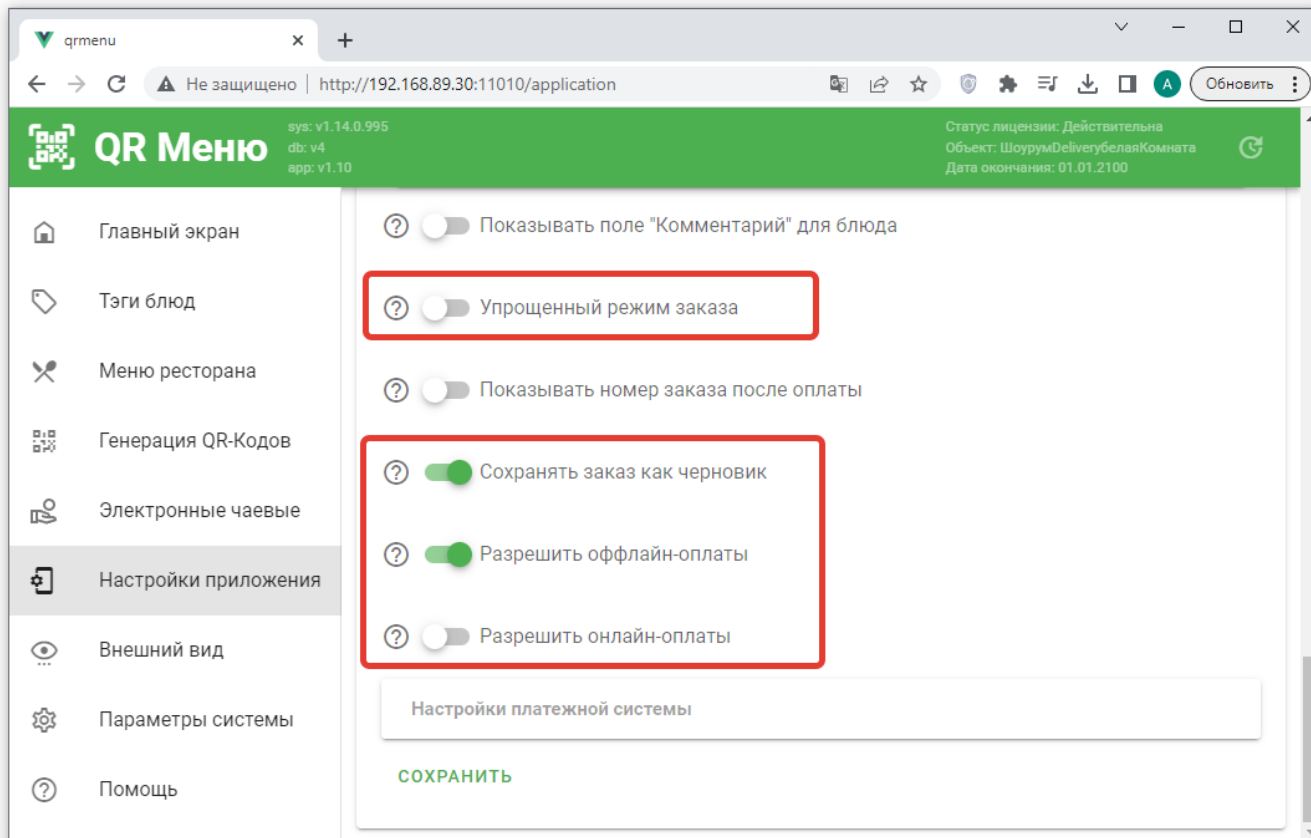 qrmenu
Не защищено http://192.168.89.30:11010/application
А
Обновить
QR Меню
sys: v1.14.0.995
db: v4
app: v1.10
Статус лицензии: Действительна
Объект: ШоурумDeliveryбелаяКомната
Дата окончания: 01.01.2100
Главный экран
Тэги блюд
Меню ресторана
Генерация QR-Кодов
Электронные чаевые
Настройки приложения
Внешний вид
Параметры системы
Помощь
Показывать поле "Комментарий" для блюда
Упрощенный режим заказа
Показывать номер заказа после оплаты
Сохранять заказ как черновик
Разрешить оффлайн-оплаты
Разрешить онлайн-оплаты
Настройки платежной системы
СОХРАНИТЬ